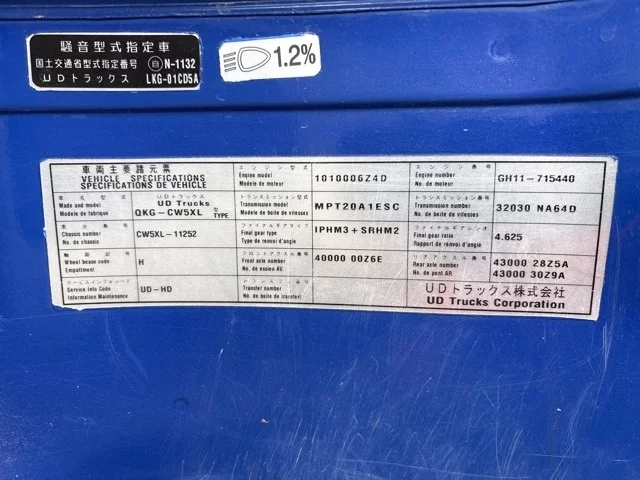 騒音型式指定車
国土交通省型式指定番号 自N-1132
UDトラックス LKG-01CD5A
1.2%
車両主要諸元票
VEHICLE SPECIFICATIONS
SPECIFICATIONS DE VEHICLE
エンジン型式
Engine model
No. de moteur
1010006Z4D
エンジン番号
Engine number
No. de moteur
GH11-715440
車名型式
Made and model
Modele de fabrique
UDトラックス
UD Trucks
QKG-CW5XL 型 TYPE
トランスミッション型式
Transmission model
Modele de boite de vitesses
MPT20A1ESC
トランスミッション番号
Transmission number
No. de boite de vitesses
32030 NA64D
車台番号
Chassis number
No. de chassis
CW5XL-11252
ファイナルギアタイプ
Final gear type
Type de renvoi d'angle
IPHM3+SRHM2
ファイナルギアレシオ
Final gear ratio
Rapport de renvoi d'angle
4.625
軸距記号
Wheel bease code
Empattment
H
フロントアクスル番号
Front axle number
No. de essieu AV.
40000 00Z6E
リアアクスル番号
Rear axle number
No. de pont AR.
43000 28Z5A
43000 30Z9A
サービスインフォコード
Service Info Code
Information Maintenance
UD-HD
トランスファ番号
Transfer number
No. de boite de transfert
UDトラックス株式会社
UD Trucks Corporation